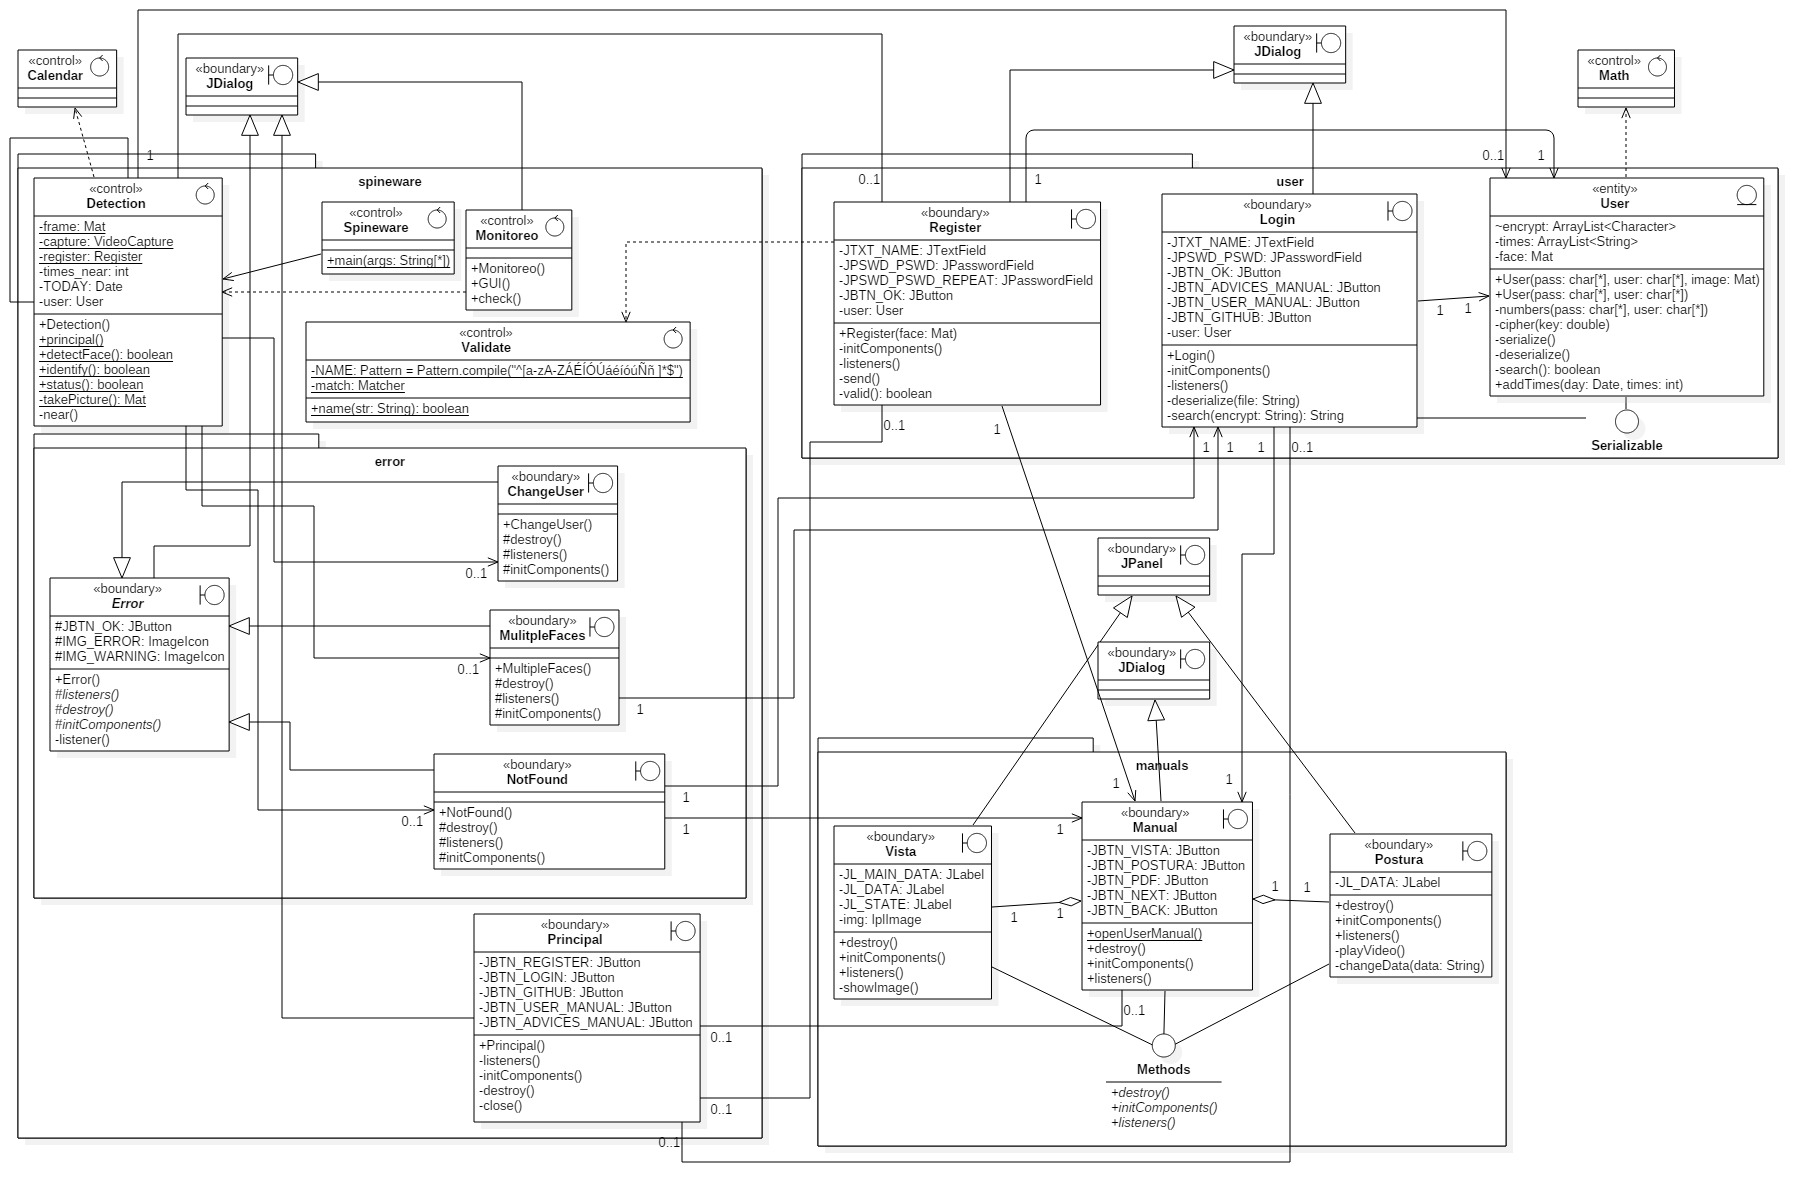 «control»
Calendar
«boundary»
JDialog
«boundary»
JDialog
«control»
Math
1
0..1
1
0..1
1
spineware
«control»
Detection
-frame: Mat
-capture: VideoCapture
-register: Register
-times_near: int
-TODAY: Date
-user: User
+Detection()
+principal()
+detectFace(): boolean
+identify(): boolean
+status(): boolean
-takePicture(): Mat
-near()
«control»
Spineware
+main(args: String[*])
«control»
Monitoreo
+Monitoreo()
+GUI()
+check()
«control»
Validate
-NAME: Pattern = Pattern.compile("^[a-zA-ZÁÉÍÓÚáéíóúÑñ ]*$")
-match: Matcher
+name(str: String): boolean
user
«boundary»
Register
-JTXT_NAME: JTextField
-JPSWD_PSWD: JPasswordField
-JPSWD_PSWD_REPEAT: JPasswordField
-JBTN_OK: JButton
-user: User
+Register(face: Mat)
-initComponents()
-listeners()
-send()
-valid(): boolean
«boundary»
Login
-JTXT_NAME: JTextField
-JPSWD_PSWD: JPasswordField
-JBTN_OK: JButton
-JBTN_ADVICES_MANUAL: JButton
-JBTN_USER_MANUAL: JButton
-JBTN_GITHUB: JButton
-user: User
+Login()
-initComponents()
-listeners()
-deserialize(file: String)
-search(encrypt: String): String
1
1
«entity»
User
~encrypt: ArrayList<Character>
-times: ArrayList<String>
-face: Mat
+User(pass: char[*], user: char[*], image: Mat)
+User(pass: char[*], user: char[*])
-numbers(pass: char[*], user: char[*])
-cipher(key: double)
-serialize()
-deserialize()
-search(): boolean
+addTimes(day: Date, times: int)
Serializable
0..1
1
1
1
1
0..1
error
«boundary»
ChangeUser
+ChangeUser()
#destroy()
#listeners()
#initComponents()
0..1
«boundary»
Error
#JBTN_OK: JButton
#IMG_ERROR: ImageIcon
#IMG_WARNING: ImageIcon
+Error()
#listeners()
#destroy()
#initComponents()
-listener()
«boundary»
MulitpleFaces
+MultipleFaces()
#destroy()
#listeners()
#initComponents()
0..1
1
«boundary»
NotFound
+NotFound()
#destroy()
#listeners()
#initComponents()
0..1
1
1
«boundary»
Principal
-JBTN_REGISTER: JButton
-JBTN_LOGIN: JButton
-JBTN_GITHUB: JButton
-JBTN_USER_MANUAL: JButton
-JBTN_ADVICES_MANUAL: JButton
+Principal()
-listeners()
-initComponents()
-destroy()
-close()
0..1
0..1
0..1
«boundary»
JPanel
«boundary»
JDialog
manuals
1
1
1
«boundary»
Vista
-JL_MAIN_DATA: JLabel
-JL_DATA: JLabel
-JL_STATE: JLabel
-img: IplImage
+destroy()
+initComponents()
+listeners()
-showImage()
1
1
«boundary»
Manual
-JBTN_VISTA: JButton
-JBTN_POSTURA: JButton
-JBTN_PDF: JButton
-JBTN_NEXT: JButton
-JBTN_BACK: JButton
+openUserManual()
+destroy()
+initComponents()
+listeners()
1
1
«boundary»
Postura
-JL_DATA: JLabel
+destroy()
+initComponents()
+listeners()
-playVideo()
-changeData(data: String)
0..1
Methods
+destroy()
+initComponents()
+listeners()